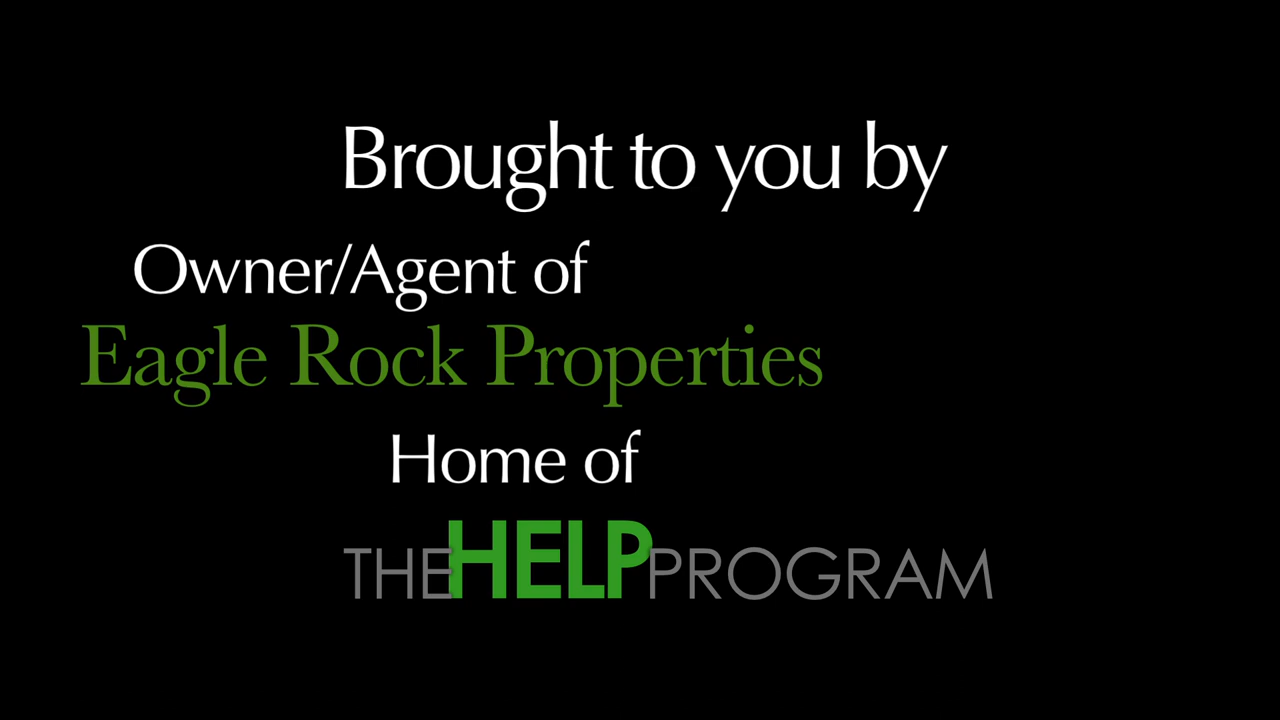 Brought to you by
Owner/Agent of
Eagle Rock Properties
Home of
THEHELPPROGRAM